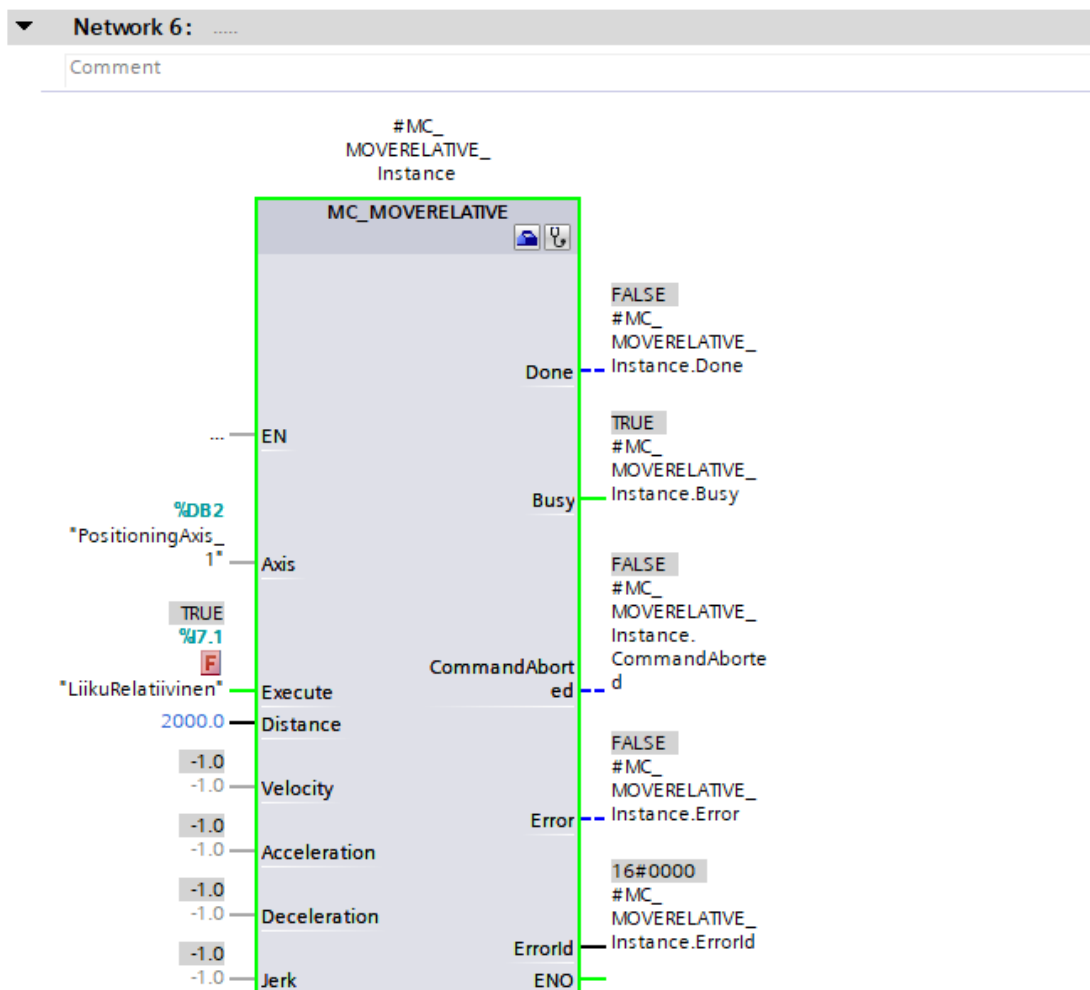 Network 6: .....
Comment
#MC_
MOVERELATIVE_
Instance
MC_MOVERELATIVE
FALSE
#MC_
MOVERELATIVE_
Instance.Done
Done
... EN
TRUE
#MC_
MOVERELATIVE_
Instance.Busy
Busy
%DB2
"PositioningAxis_
1"
Axis
FALSE
#MC_
MOVERELATIVE_
Instance.
CommandAborte
d
CommandAbort
ed
TRUE
%I7.1
F
"LiikuRelatiivinen"
Execute
2000.0
Distance
-1.0
-1.0
Velocity
FALSE
#MC_
MOVERELATIVE_
Instance.Error
Error
-1.0
-1.0
Acceleration
-1.0
-1.0
Deceleration
16#0000
#MC_
MOVERELATIVE_
Instance.ErrorId
ErrorId
-1.0
-1.0
Jerk
ENO